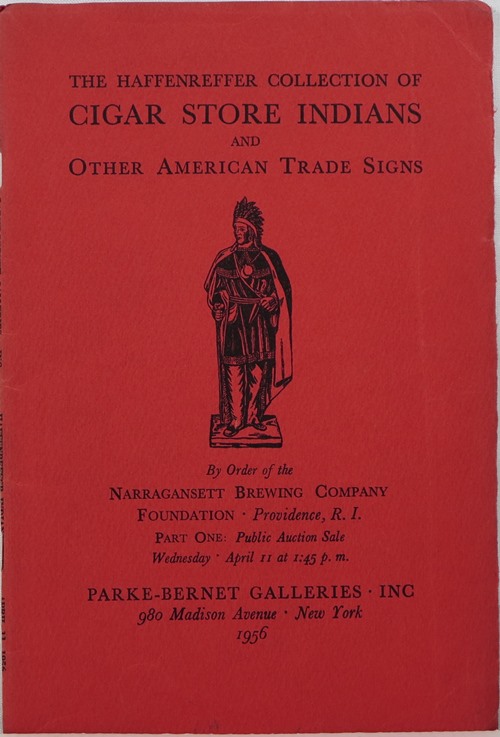 THE HAFFENREFFER COLLECTION OF
CIGAR STORE INDIANS
AND
OTHER AMERICAN TRADE SIGNS
By Order of the
NARRAGANSETT BREWING COMPANY
FOUNDATION · Providence, R. I.
PART ONE: Public Auction Sale
Wednesday · April 11 at 1:45 p. m.
PARKE-BERNET GALLERIES · INC
980 Madison Avenue · New York
1956